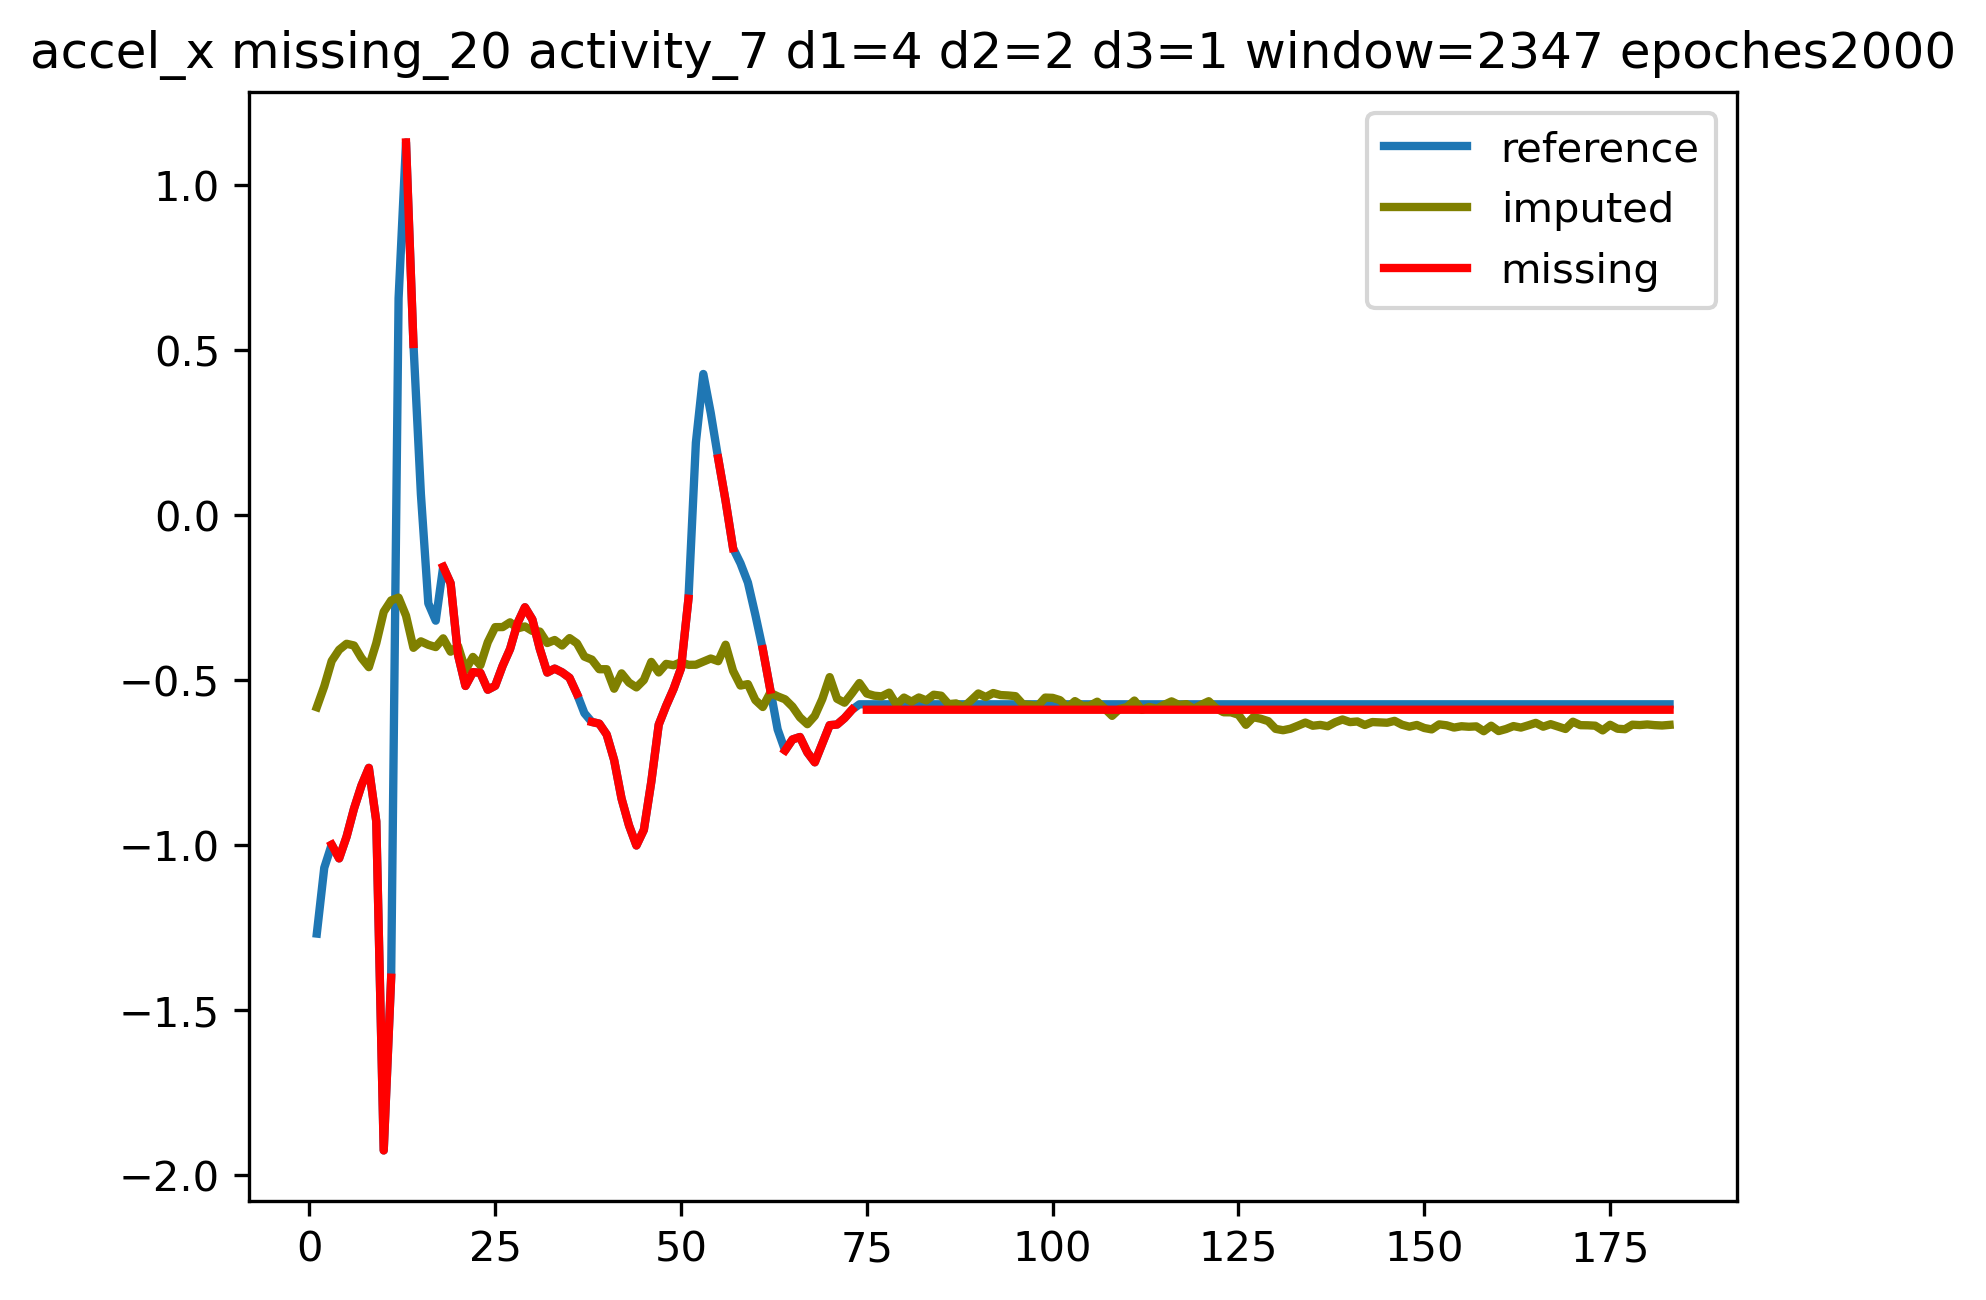 accel_x missing_20 activity_7 d1=4 d2=2 d3=1 window=2347 epoches2000
reference
imputed
missing
1.0
0.5
0.0
−0.5
−1.0
−1.5
−2.0
0 25 50 75 100 125 150 175